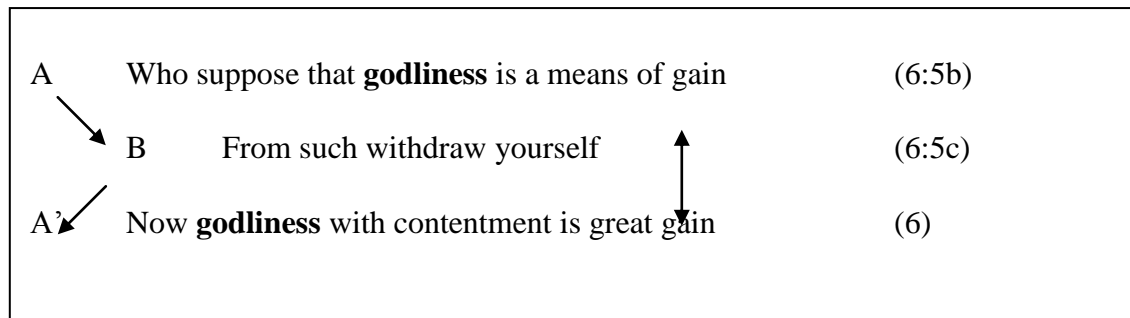 A Who suppose that godliness is a means of gain (6:5b)
B From such withdraw yourself (6:5c)
A’ Now godliness with contentment is great gain (6)